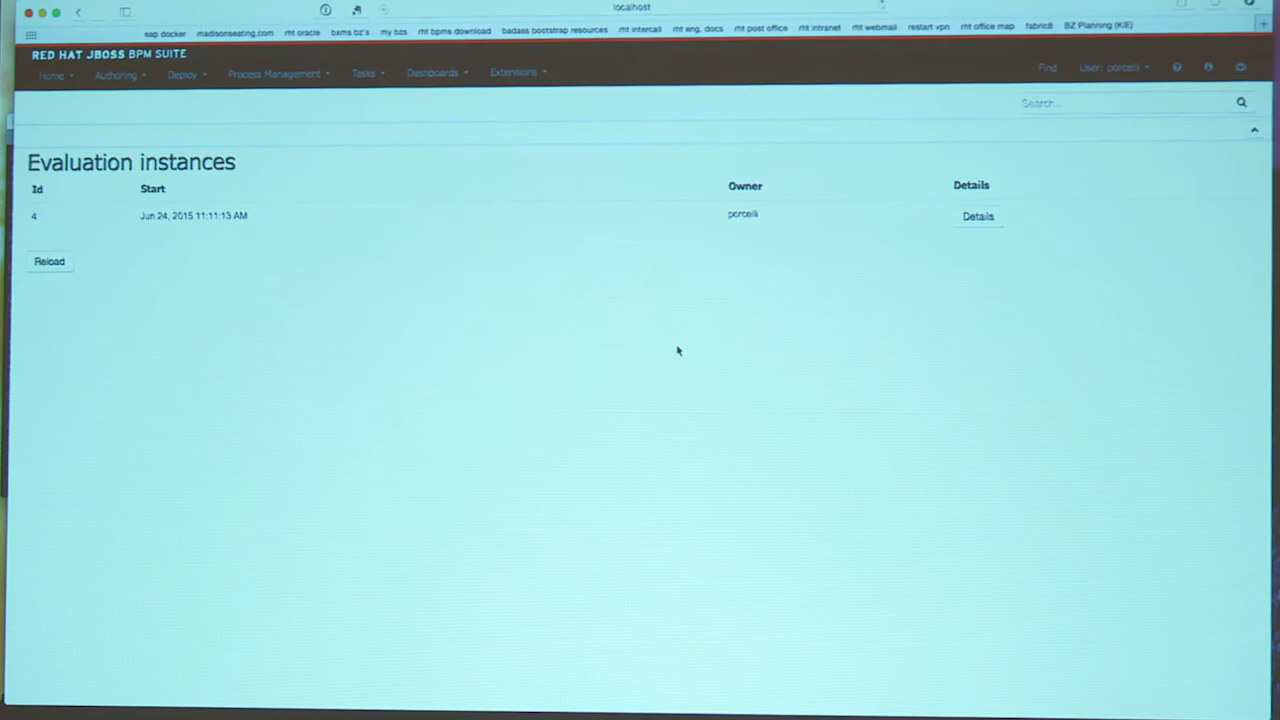 localhost
eap docker madisonseating.com rht oracle bxms bz's my bzs rht bpms download badass bootstrap resources rht intercall rht eng. docs rht post office rht intranet rht webmail restart vpn rht office map fabric8 BZ Planning (KIE)
RED HAT JBOSS BPM SUITE
Home Authoring Deploy Process Management Tasks Dashboards Extensions Find User: porcelli
Search...
Evaluation instances
Id Start Owner Details
4 Jun 24, 2015 11:11:13 AM porcelli Details
Reload